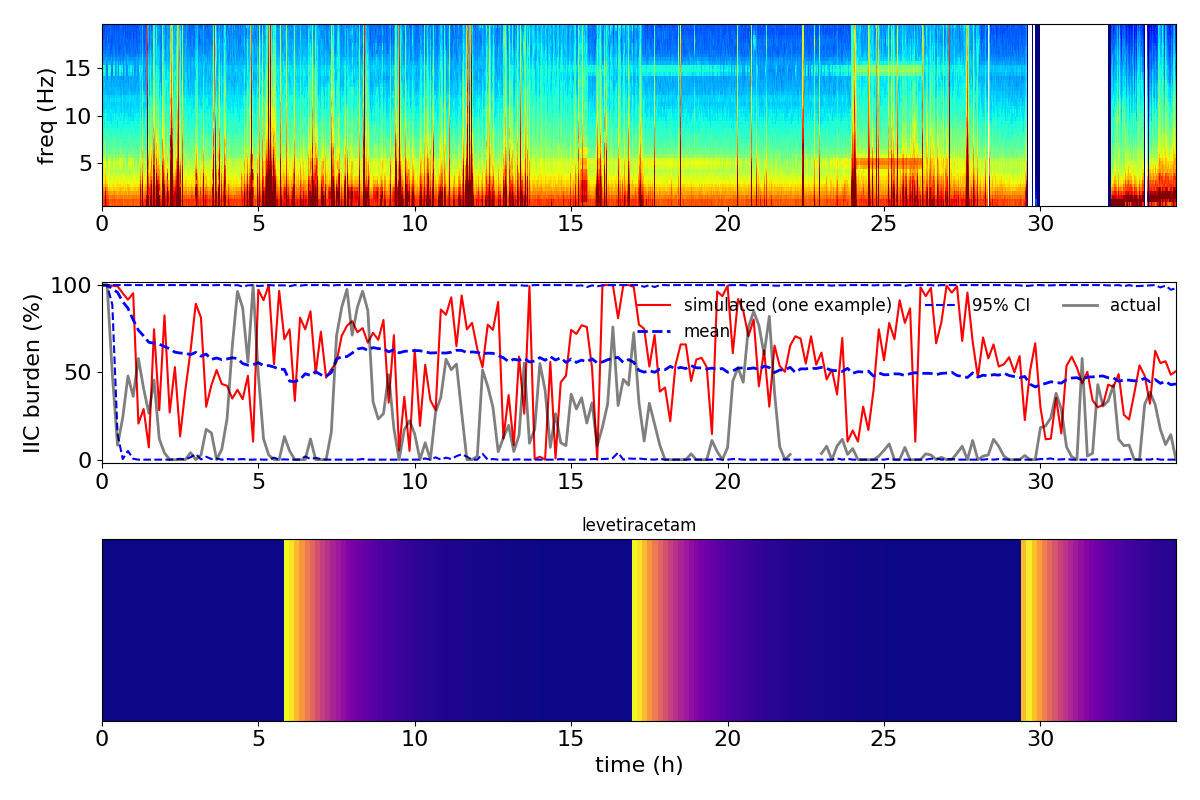 freq (Hz)
15
10
5
0 5 10 15 20 25 30
IIC burden (%)
100
50
0
simulated (one example) 95% CI actual
mean
0 5 10 15 20 25 30
levetiracetam
0 5 10 15 20 25 30
time (h)